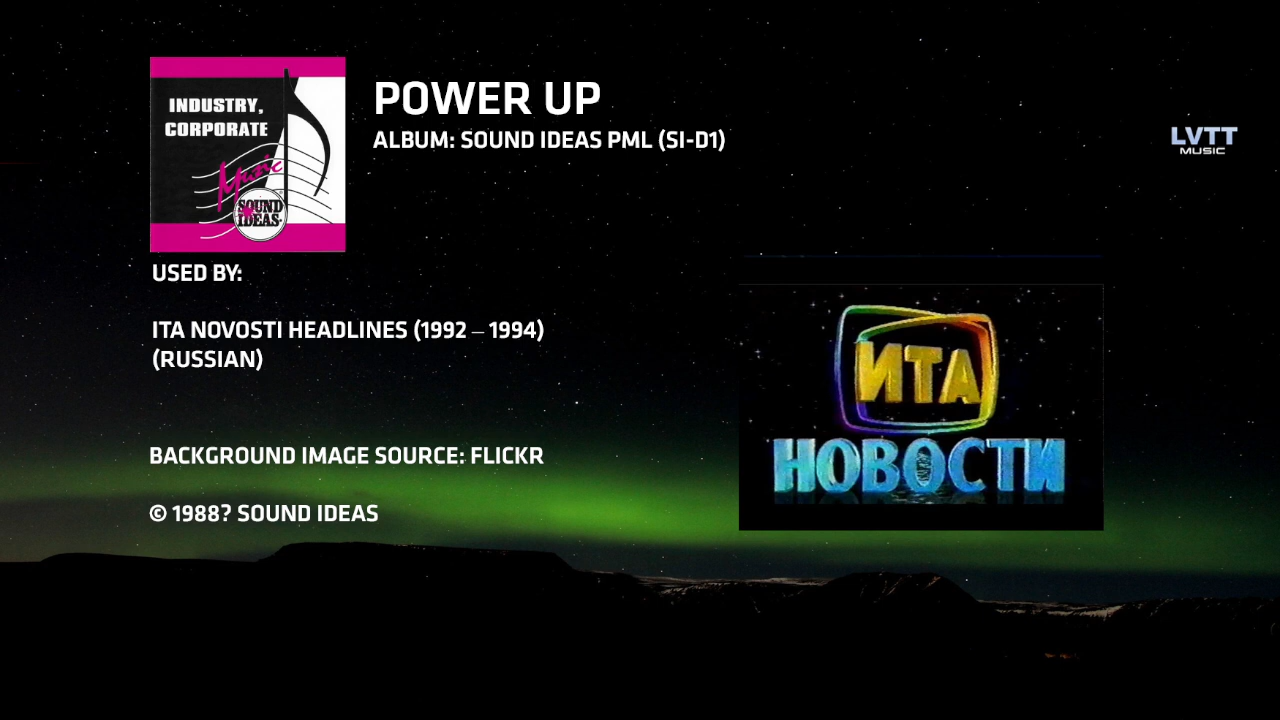 INDUSTRY,
CORPORATE
Music
SOUND
IDEAS
POWER UP
ALBUM: SOUND IDEAS PML (SI-D1)
LVTT
MUSIC
USED BY:
ITA NOVOSTI HEADLINES (1992 – 1994)
(RUSSIAN)
ИТА
НОВОСТИ
BACKGROUND IMAGE SOURCE: FLICKR
© 1988? SOUND IDEAS